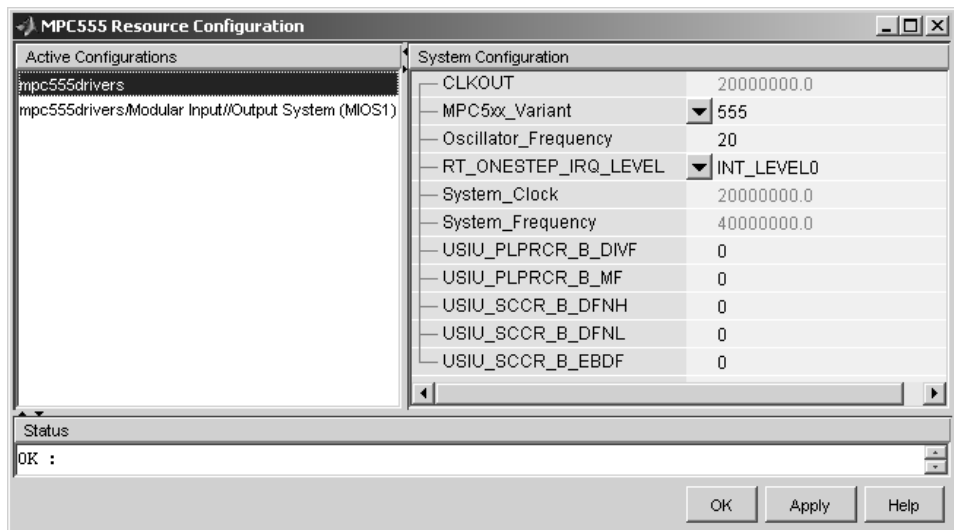 MPC555 Resource Configuration
Active Configurations
mpc555drivers
mpc555drivers/Modular Input//Output System (MIOS1)
System Configuration
CLKOUT 20000000.0
MPC5xx_Variant 555
Oscillator_Frequency 20
RT_ONESTEP_IRQ_LEVEL INT_LEVEL0
System_Clock 20000000.0
System_Frequency 40000000.0
USIU_PLPRCR_B_DIVF 0
USIU_PLPRCR_B_MF 0
USIU_SCCR_B_DFNH 0
USIU_SCCR_B_DFNL 0
USIU_SCCR_B_EBDF 0
Status
OK :
OK Apply Help